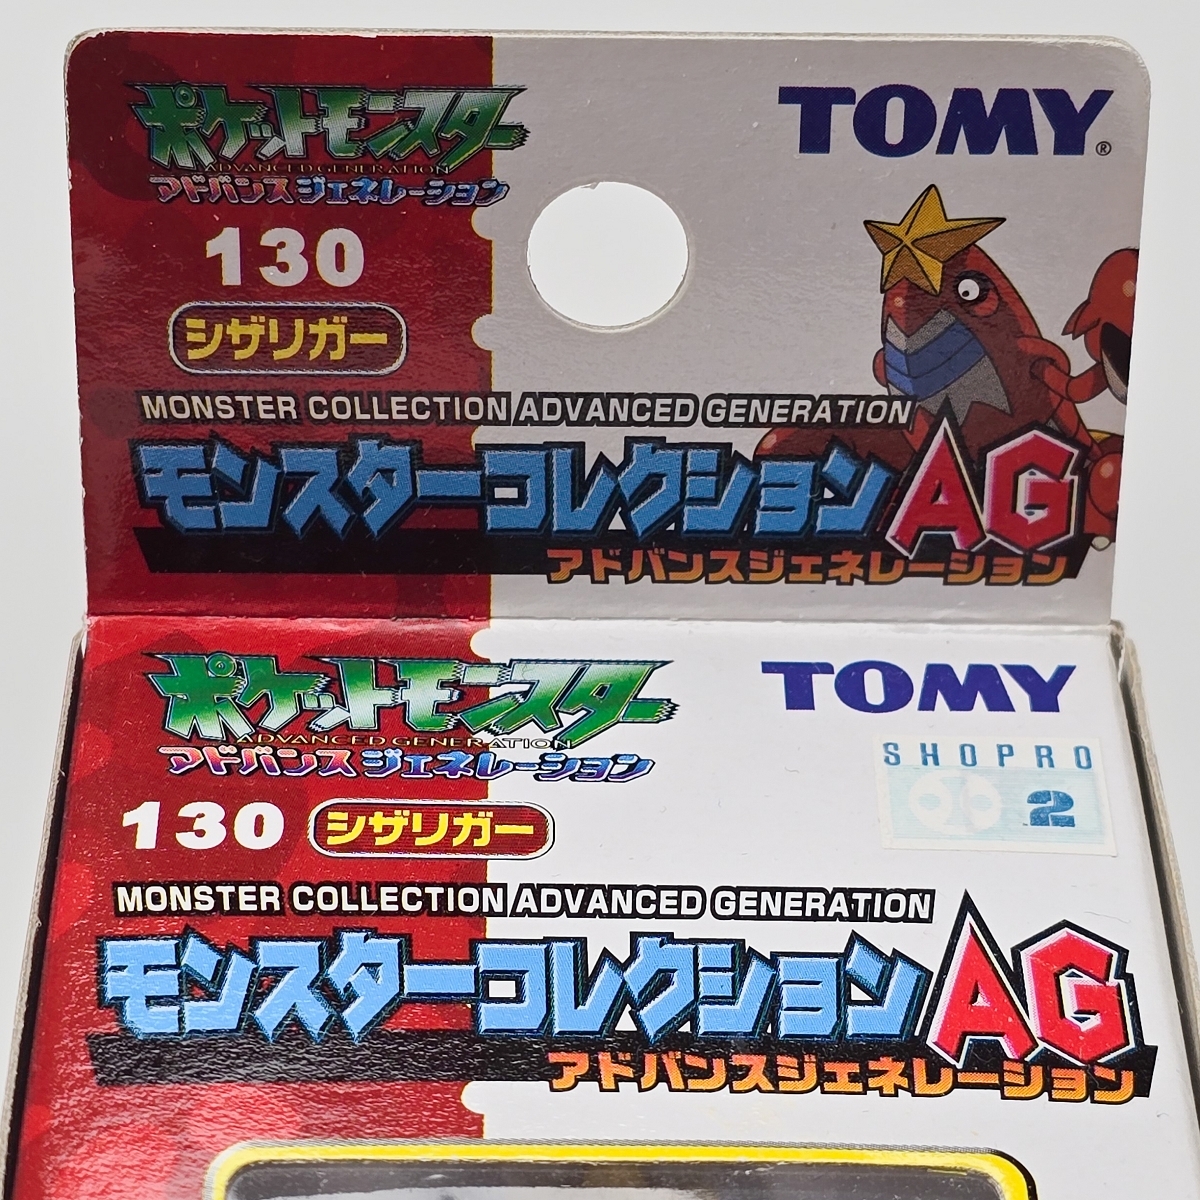 ポケットモンスター
ADVANCED GENERATION
アドバンスジェネレーション
TOMY®
130
シザリガー
MONSTER COLLECTION ADVANCED GENERATION
モンスターコレクションAG
アドバンスジェネレーション
ポケットモンスター
ADVANCED GENERATION
アドバンスジェネレーション
TOMY
SHOPRO
2
130 シザリガー
MONSTER COLLECTION ADVANCED GENERATION
モンスターコレクションAG
アドバンスジェネレーション